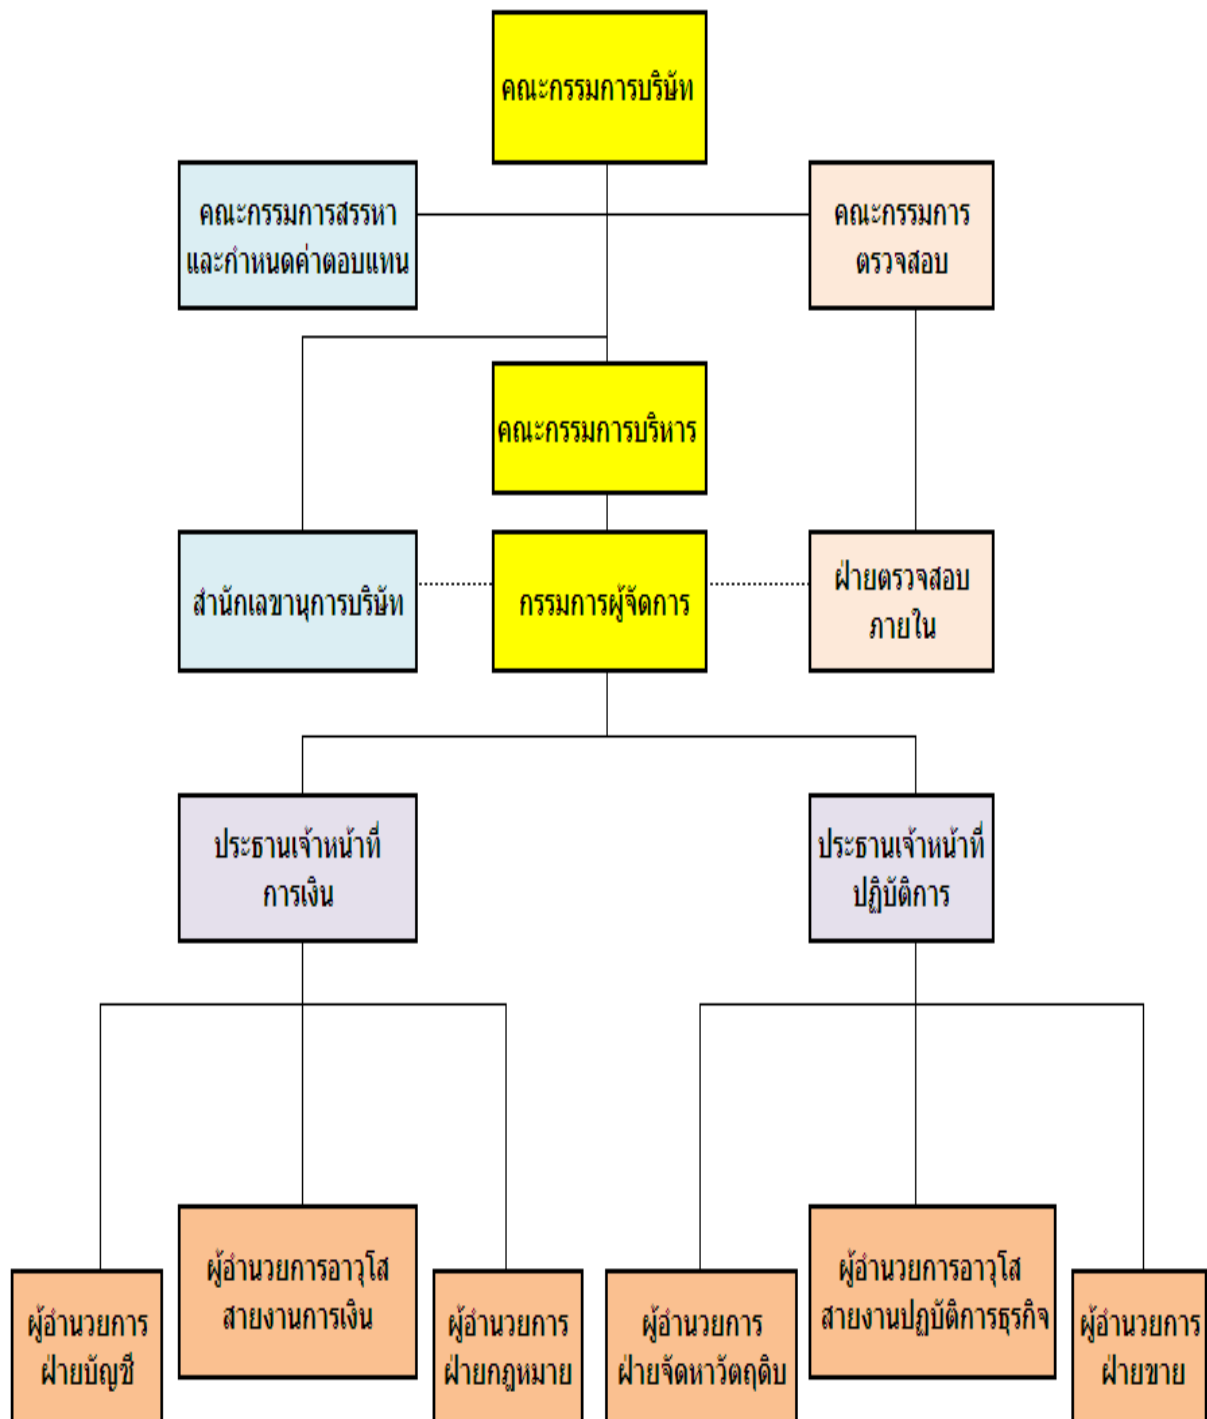 คณะกรรมการบริษัท
คณะกรรมการสรรหา
และกำหนดค่าตอบแทน
คณะกรรมการ
ตรวจสอบ
คณะกรรมการบริหาร
สำนักเลขานุการบริษัท
กรรมการผู้จัดการ
ฝ่ายตรวจสอบ
ภายใน
ประธานเจ้าหน้าที่
การเงิน
ประธานเจ้าหน้าที่
ปฏิบัติการ
ผู้อำนวยการ
ฝ่ายบัญชี
ผู้อำนวยการอาวุโส
สายงานการเงิน
ผู้อำนวยการ
ฝ่ายกฎหมาย
ผู้อำนวยการ
ฝ่ายจัดหาวัตถุดิบ
ผู้อำนวยการอาวุโส
สายงานปฏบัติการธุรกิจ
ผู้อำนวยการ
ฝ่ายขาย